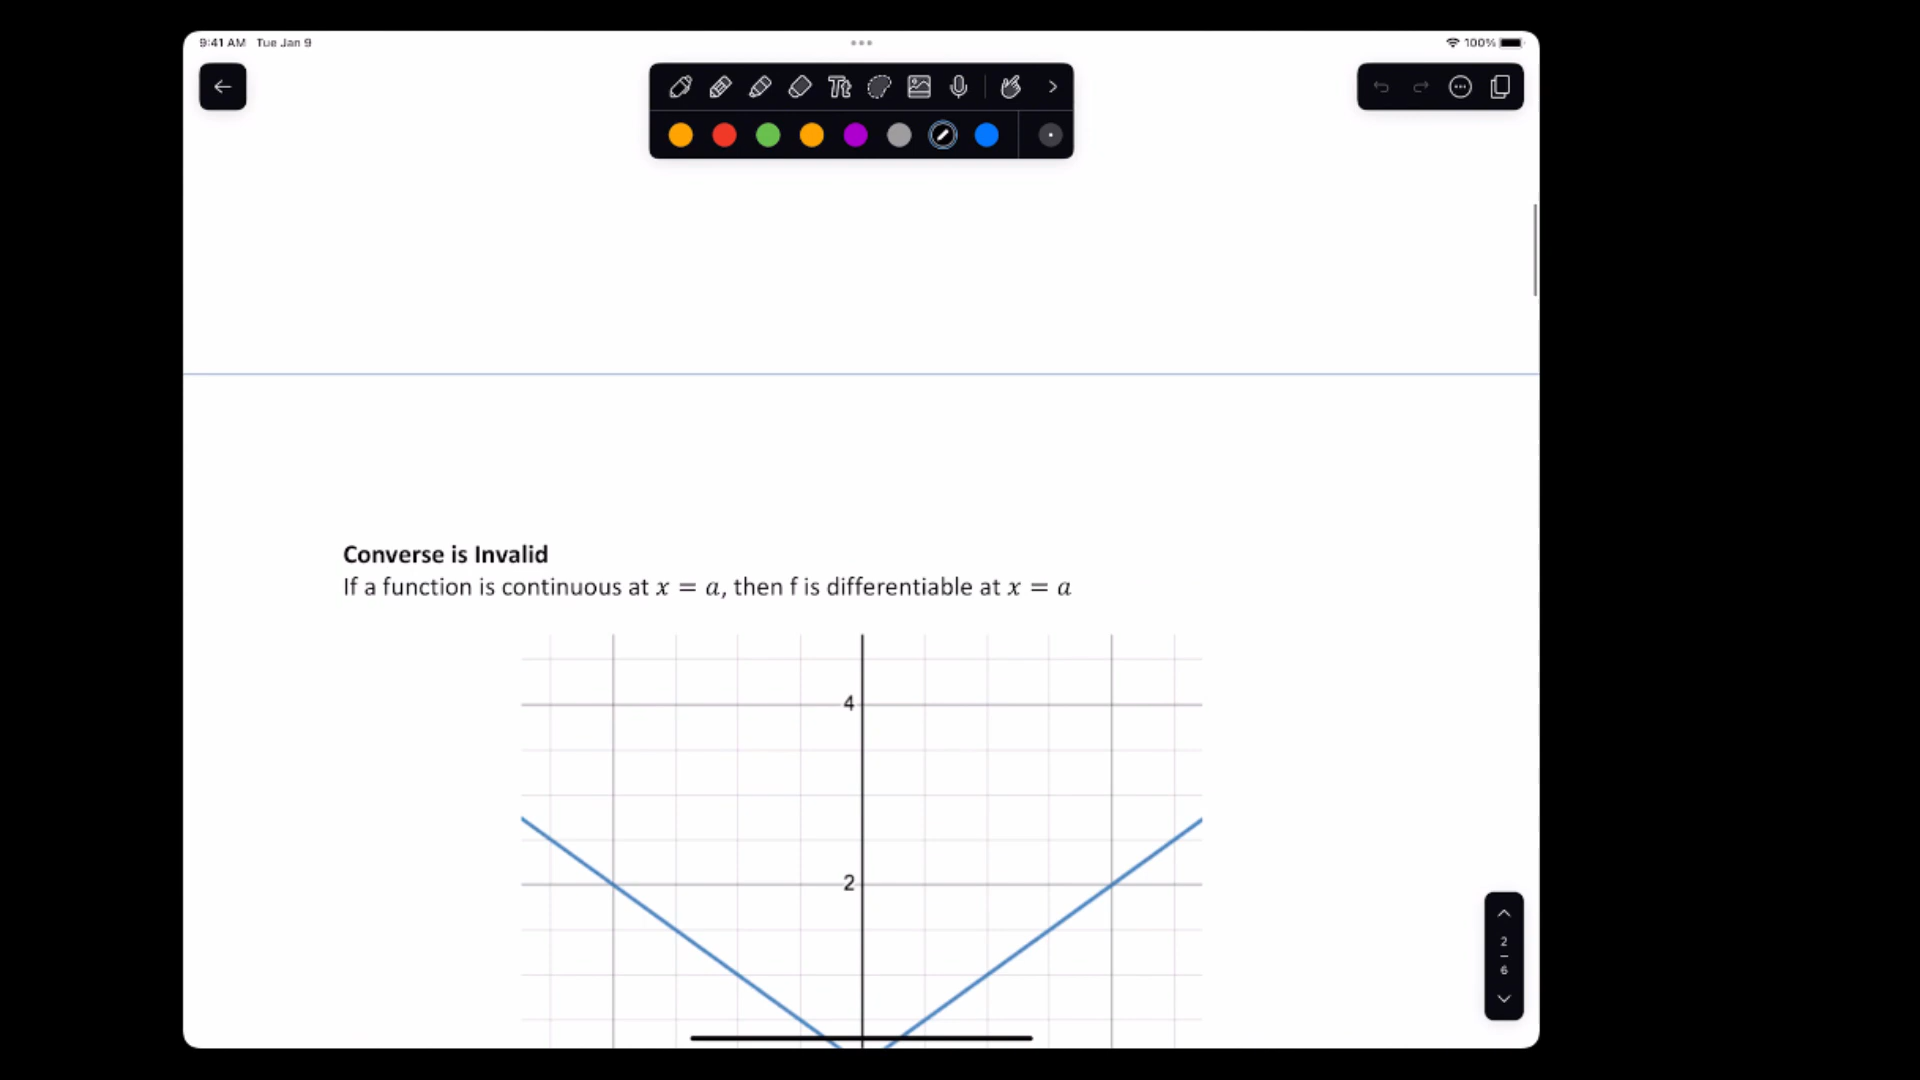 9:41 AM Tue Jan 9
100%
Tt
Converse is Invalid
If a function is continuous at x = a, then f is differentiable at x = a
4
2
2
6